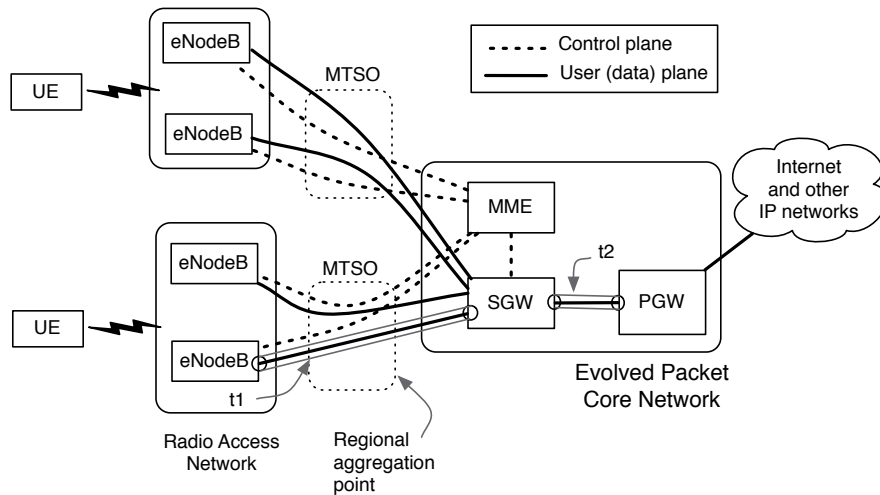 eNodeB
Control plane
User (data) plane
MTSO
UE
eNodeB
Internet
and other
IP networks
MME
eNodeB
MTSO
t2
SGW
PGW
UE
eNodeB
t1
Evolved Packet
Core Network
Radio Access
Network
Regional
aggregation
point